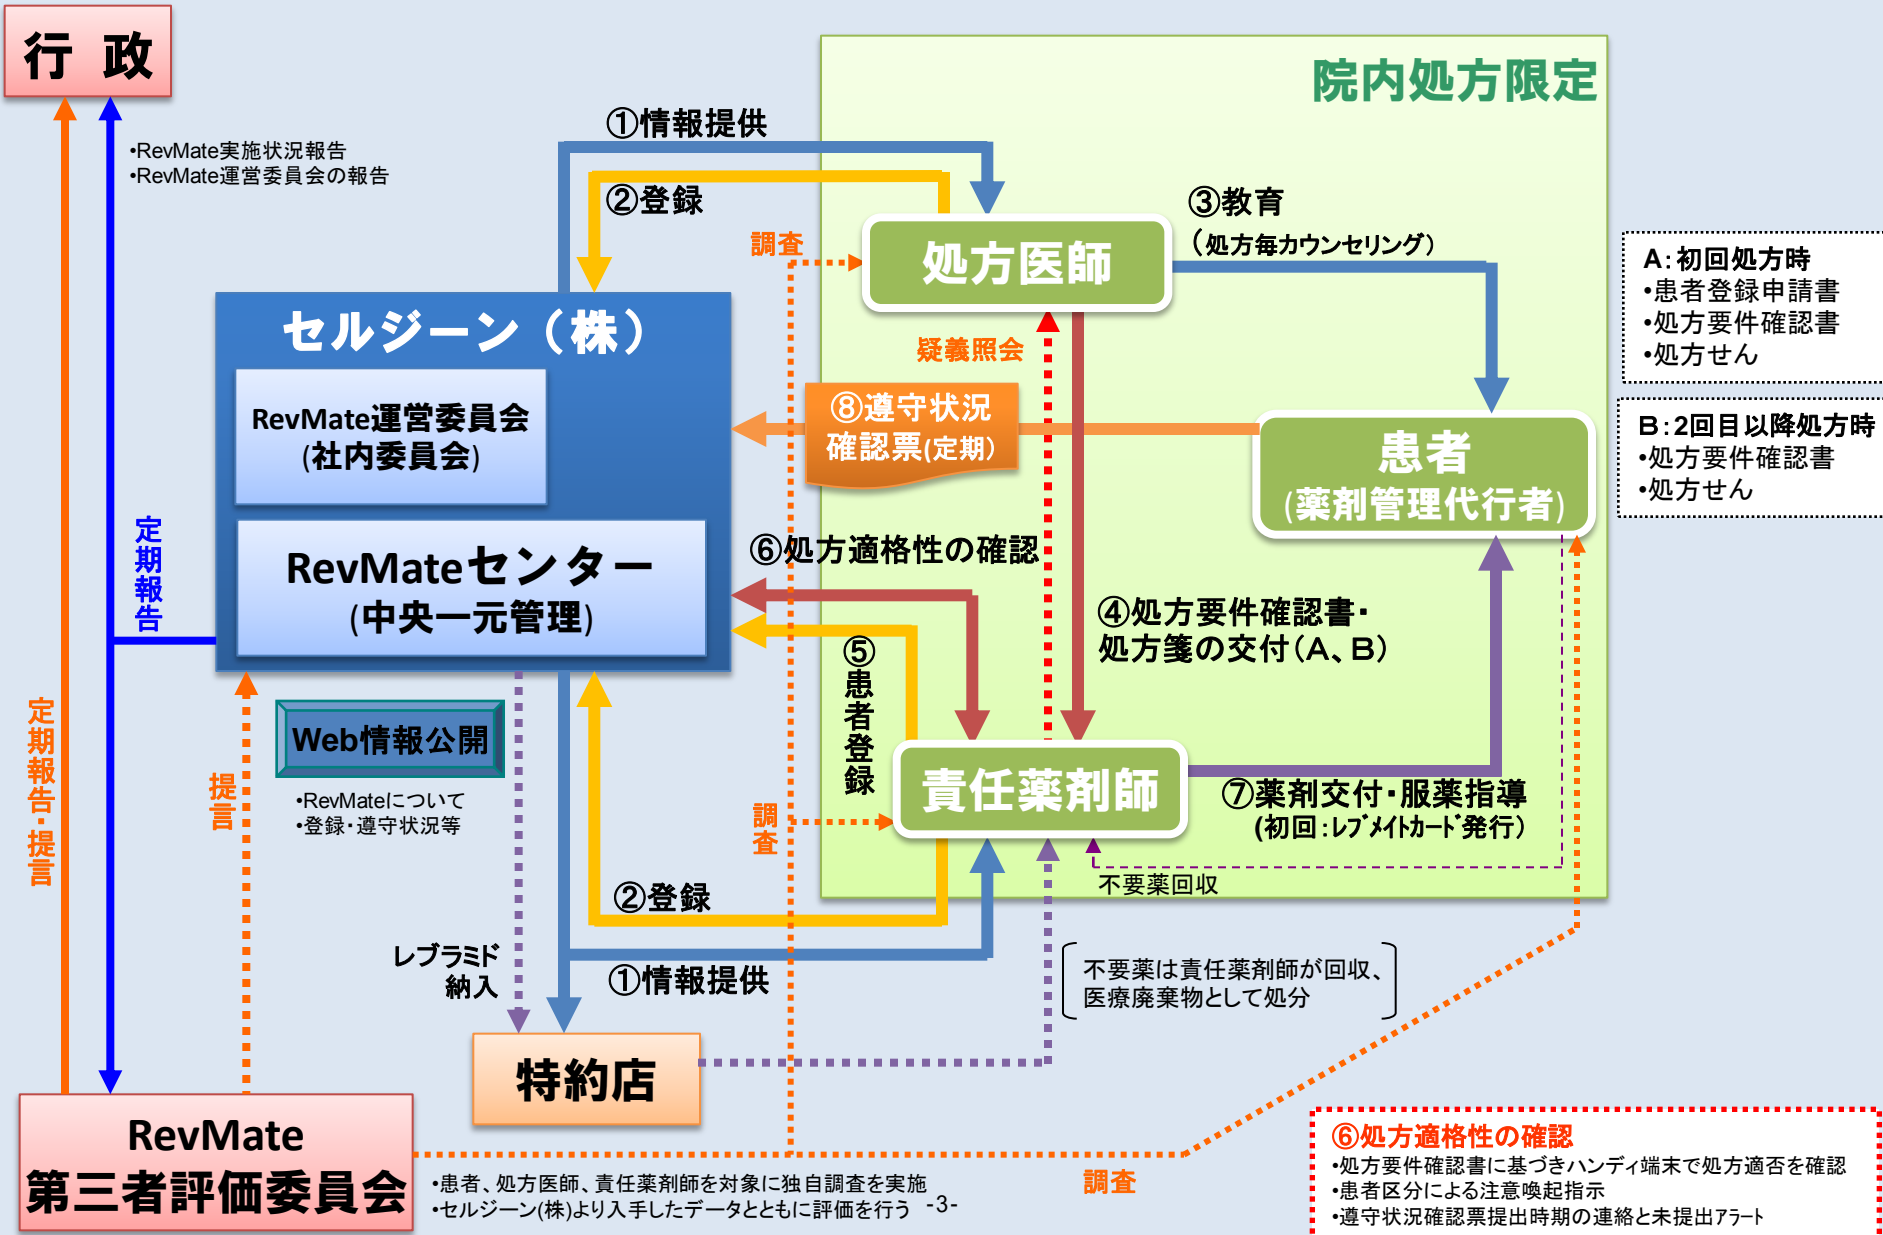 行 政
•RevMate実施状況報告
•RevMate運営委員会の報告
院内処方限定
①情報提供
②登録
調査
処方医師
③教育
（処方毎カウンセリング）
A：初回処方時
•患者登録申請書
•処方要件確認書
•処方せん
B：2回目以降処方時
•処方要件確認書
•処方せん
セルジーン（株）
RevMate運営委員会
(社内委員会)
RevMateセンター
(中央一元管理)
疑義照会
⑧遵守状況
確認票(定期)
患者
(薬剤管理代行者)
⑥処方適格性の確認
④処方要件確認書・
処方箋の交付（A、B）
⑤患者登録
定期報告
定期報告・提言
提言
Web情報公開
•RevMateについて
•登録・遵守状況等
調査
責任薬剤師
⑦薬剤交付・服薬指導
(初回：ﾚﾌﾞﾒｲﾄｶｰﾄﾞ発行）
不要薬回収
②登録
レブラミド
納入
①情報提供
不要薬は責任薬剤師が回収、
医療廃棄物として処分
特約店
RevMate
第三者評価委員会
•患者、処方医師、責任薬剤師を対象に独自調査を実施
•セルジーン(株)より入手したデータとともに評価を行う
-3-
調査
⑥処方適格性の確認
•処方要件確認書に基づきハンディ端末で処方適否を確認
•患者区分による注意喚起指示
•遵守状況確認票提出時期の連絡と未提出アラート